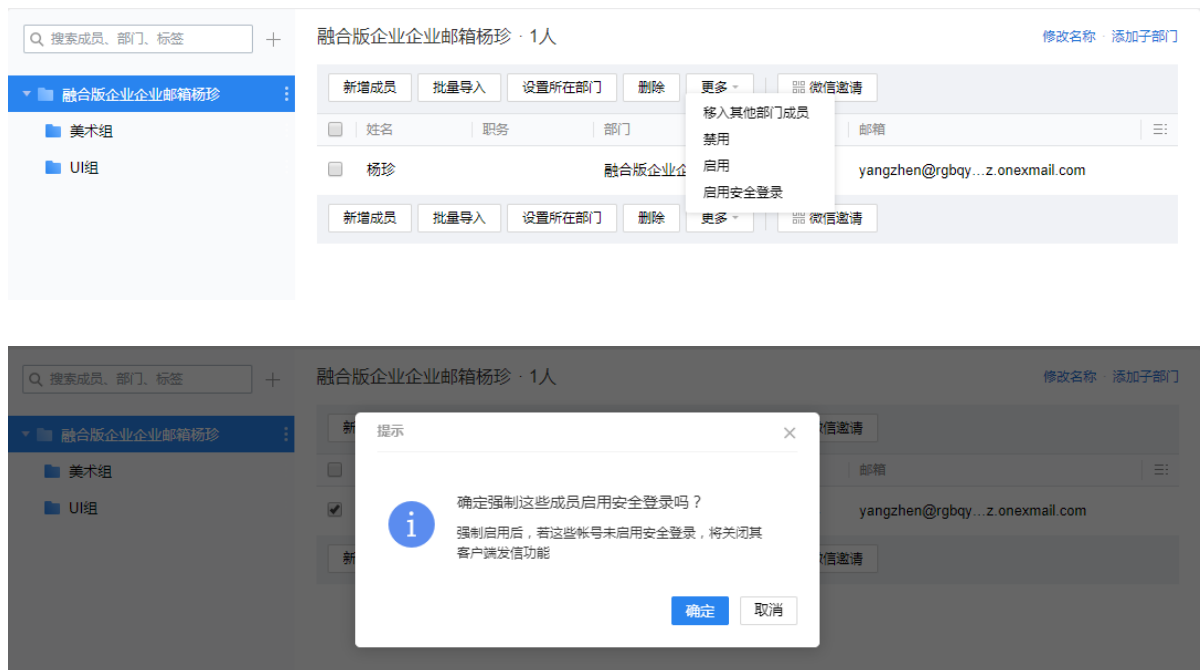 搜索成员、部门、标签
融合版企业企业邮箱杨珍 · 1人
修改名称 · 添加子部门
融合版企业企业邮箱杨珍
美术组
UI组
新增成员 批量导入 设置所在部门 删除 更多 微信邀请
移入其他部门成员
禁用
启用
启用安全登录
姓名 职务 部门 邮箱
杨珍 融合版企业企 yangzhen@rgbqy...z.onexmail.com
新增成员 批量导入 设置所在部门 删除 更多 微信邀请
搜索成员、部门、标签
融合版企业企业邮箱杨珍 · 1人
修改名称 · 添加子部门
融合版企业企业邮箱杨珍
美术组
UI组
新 信邀请
邮箱
yangzhen@rgbqy...z.onexmail.com
新 信邀请
提示
确定强制这些成员启用安全登录吗？
强制启用后，若这些帐号未启用安全登录，将关闭其
客户端发信功能
确定 取消